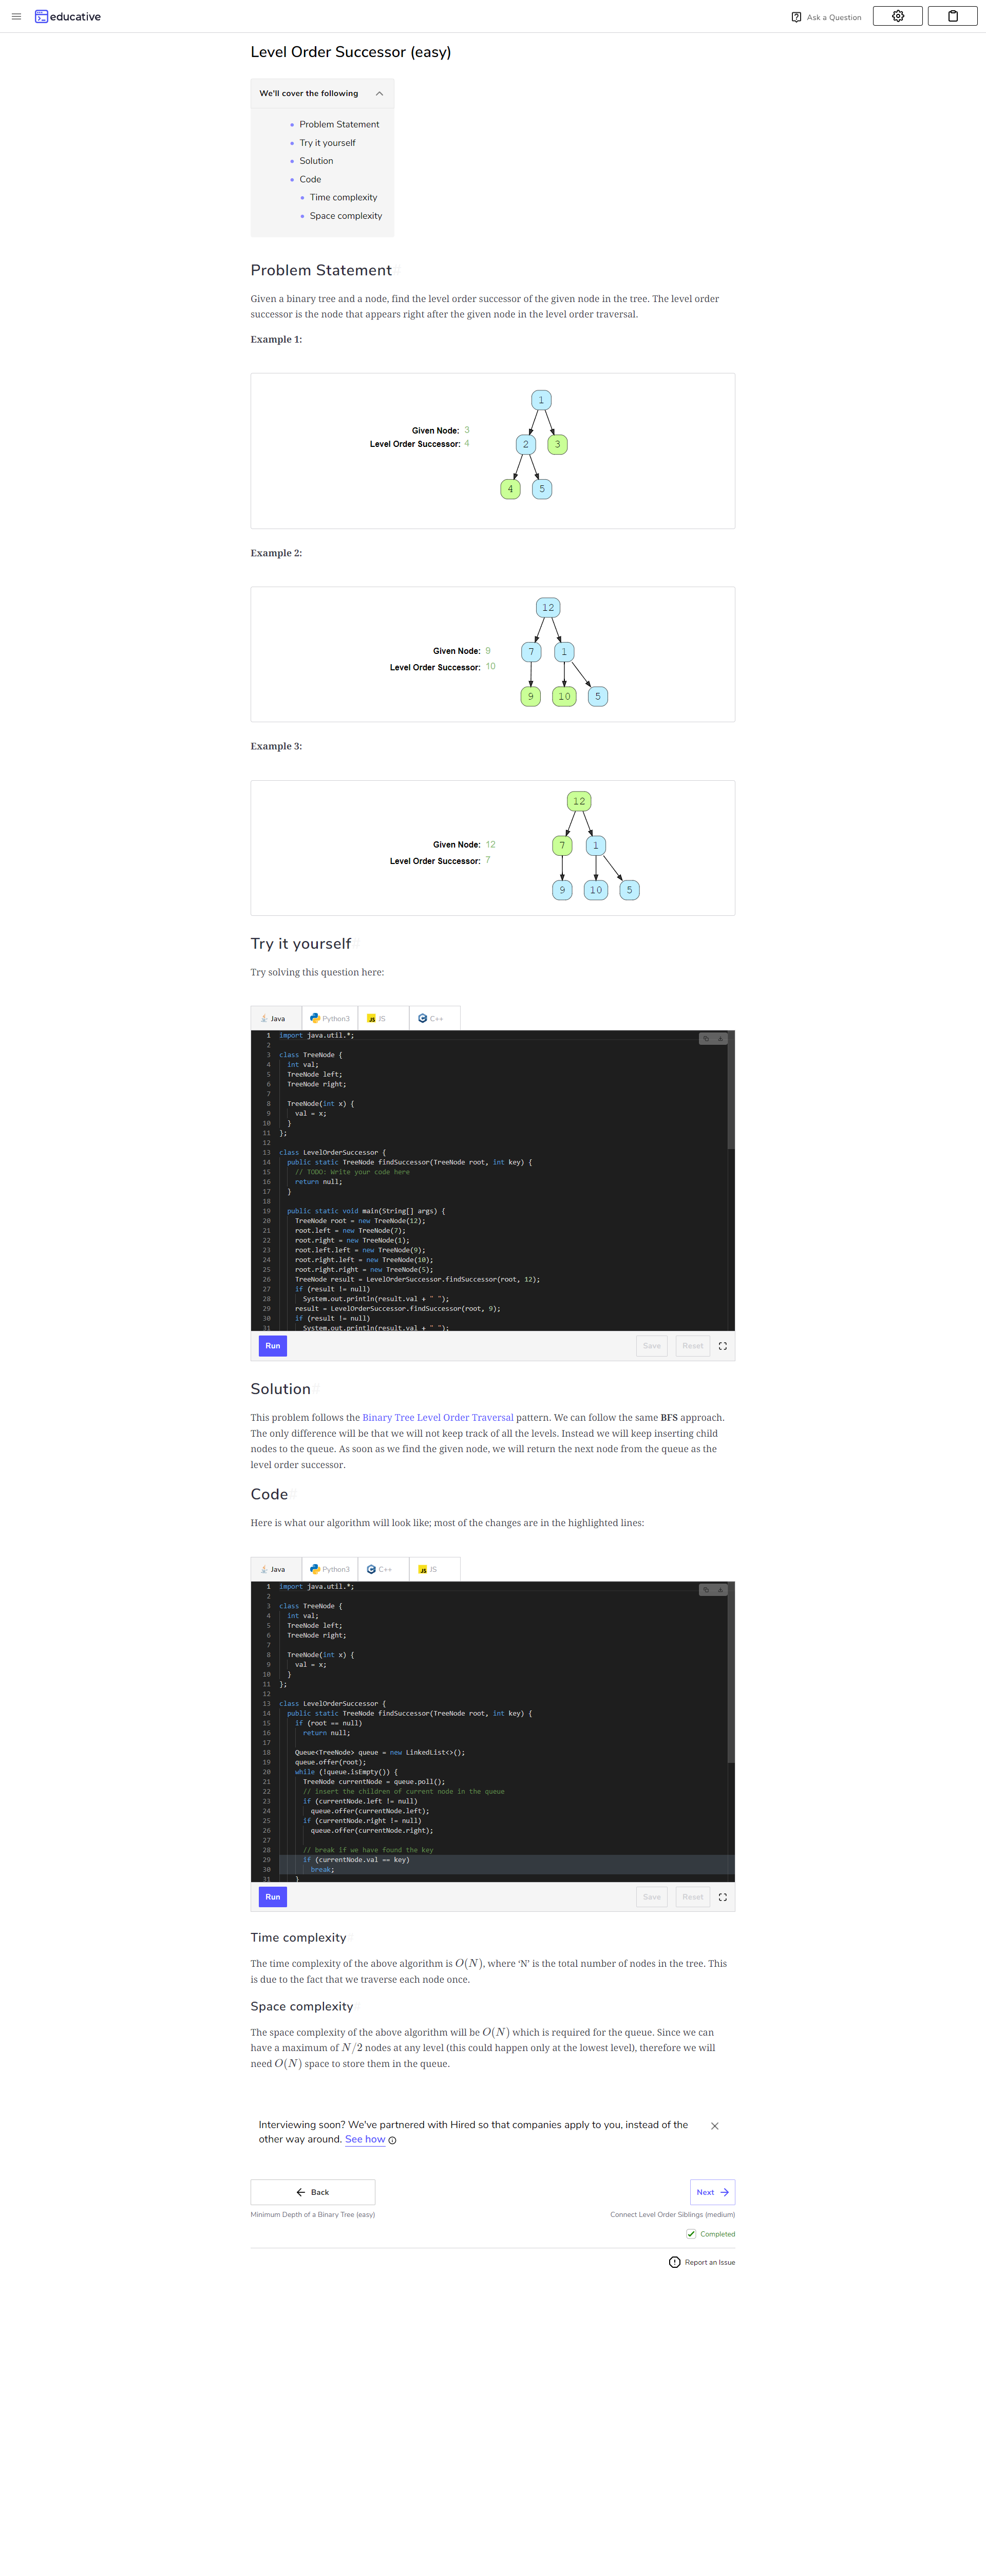 educative
Ask a Question
Level Order Successor (easy)
We'll cover the following
Problem Statement
Try it yourself
Solution
Code
Time complexity
Space complexity
Problem Statement#
Given a binary tree and a node, find the level order successor of the given node in the tree. The level order
successor is the node that appears right after the given node in the level order traversal.
Example 1:
Given Node: 3
Level Order Successor: 4
1
2 3
4 5
Example 2:
Given Node: 9
Level Order Successor: 10
12
7 1
9 10 5
Example 3:
Given Node: 12
Level Order Successor: 7
12
7 1
9 10 5
Try it yourself#
Try solving this question here:
Java Python3 JS C++
1 import java.util.*;
2
3 class TreeNode {
4   int val;
5   TreeNode left;
6   TreeNode right;
7
8   TreeNode(int x) {
9     val = x;
10   }
11 };
12
13 class LevelOrderSuccessor {
14   public static TreeNode findSuccessor(TreeNode root, int key) {
15     // TODO: Write your code here
16     return null;
17   }
18
19   public static void main(String[] args) {
20     TreeNode root = new TreeNode(12);
21     root.left = new TreeNode(7);
22     root.right = new TreeNode(1);
23     root.left.left = new TreeNode(9);
24     root.right.left = new TreeNode(10);
25     root.right.right = new TreeNode(5);
26     TreeNode result = LevelOrderSuccessor.findSuccessor(root, 12);
27     if (result != null)
28       System.out.println(result.val + " ");
29     result = LevelOrderSuccessor.findSuccessor(root, 9);
30     if (result != null)
31       System.out.println(result.val + " ");
Run Save Reset
Solution#
This problem follows the Binary Tree Level Order Traversal pattern. We can follow the same BFS approach.
The only difference will be that we will not keep track of all the levels. Instead we will keep inserting child
nodes to the queue. As soon as we find the given node, we will return the next node from the queue as the
level order successor.
Code#
Here is what our algorithm will look like; most of the changes are in the highlighted lines:
Java Python3 C++ JS
1 import java.util.*;
2
3 class TreeNode {
4   int val;
5   TreeNode left;
6   TreeNode right;
7
8   TreeNode(int x) {
9     val = x;
10   }
11 };
12
13 class LevelOrderSuccessor {
14   public static TreeNode findSuccessor(TreeNode root, int key) {
15     if (root == null)
16       return null;
17
18     Queue<TreeNode> queue = new LinkedList<>();
19     queue.offer(root);
20     while (!queue.isEmpty()) {
21       TreeNode currentNode = queue.poll();
22       // insert the children of current node in the queue
23       if (currentNode.left != null)
24         queue.offer(currentNode.left);
25       if (currentNode.right != null)
26         queue.offer(currentNode.right);
27
28       // break if we have found the key
29       if (currentNode.val == key)
30         break;
31     }
Run Save Reset
Time complexity#
The time complexity of the above algorithm is O(N), where ‘N’ is the total number of nodes in the tree. This
is due to the fact that we traverse each node once.
Space complexity
The space complexity of the above algorithm will be O(N) which is required for the queue. Since we can
have a maximum of N/2 nodes at any level (this could happen only at the lowest level), therefore we will
need O(N) space to store them in the queue.
Interviewing soon? We've partnered with Hired so that companies apply to you, instead of the
other way around. See how
Back Next
Minimum Depth of a Binary Tree (easy) Connect Level Order Siblings (medium)
Completed
Report an Issue